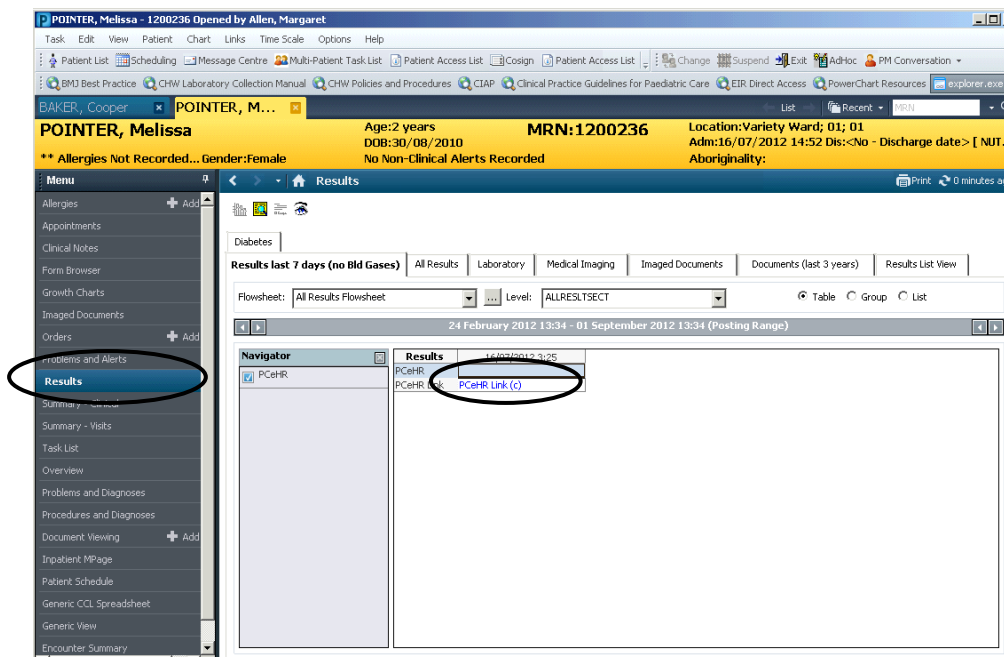 POINTER, Melissa - 1200236 Opened by Allen, Margaret
Task Edit View Patient Chart Links Time Scale Options Help
Patient List Scheduling Message Centre Multi-Patient Task List Patient Access List Cosign Patient Access List Change Suspend Exit AdHoc PM Conversation
BMJ Best Practice CHW Laboratory Collection Manual CHW Policies and Procedures CIAP Clinical Practice Guidelines for Paediatric Care EIR Direct Access PowerChart Resources explorer.exe
BAKER, Cooper POINTER, M... List Recent MRN
POINTER, Melissa Age:2 years MRN:1200236 Location:Variety Ward; 01; 01
DOB:30/08/2010 Adm:16/07/2012 14:52 Dis:<No - Discharge date> [ NUT.
** Allergies Not Recorded... Gender:Female No Non-Clinical Alerts Recorded Aboriginality:
Menu Results Print 0 minutes a
Allergies Add
Appointments
Clinical Notes
Form Browser
Growth Charts
Imaged Documents
Orders Add
Problems and Alerts
Results
Summary - Clinical
Summary - Visits
Task List
Overview
Problems and Diagnoses
Procedures and Diagnoses
Document Viewing Add
Inpatient MPage
Patient Schedule
Generic CCL Spreadsheet
Generic View
Encounter Summary
Diabetes
Results last 7 days (no Bld Gases) All Results Laboratory Medical Imaging Imaged Documents Documents (last 3 years) Results List View
Flowsheet: All Results Flowsheet ... Level: ALLRESLTSECT Table Group List
24 February 2012 13:34 - 01 September 2012 13:34 (Posting Range)
Navigator Results 16/07/2012 3:25
PCeHR PCeHR
PCeHR Link PCeHR Link (c)